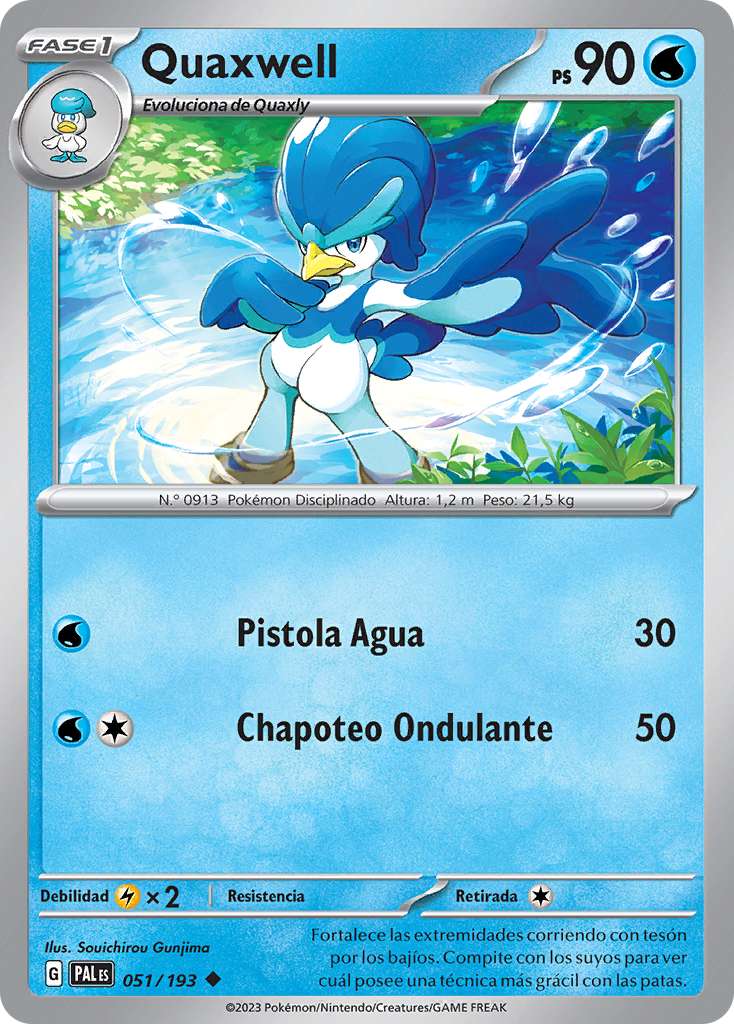 FASE 1
Quaxwell
PS 90
Evoluciona de Quaxly
N.º 0913 Pokémon Disciplinado Altura: 1,2 m Peso: 21,5 kg
Pistola Agua 30
Chapoteo Ondulante 50
Debilidad ×2 Resistencia Retirada
Ilus. Souichirou Gunjima
Fortalece las extremidades corriendo con tesón
por los bajíos. Compite con los suyos para ver
cuál posee una técnica más grácil con las patas.
G PAL ES 051/193
©2023 Pokémon/Nintendo/Creatures/GAME FREAK